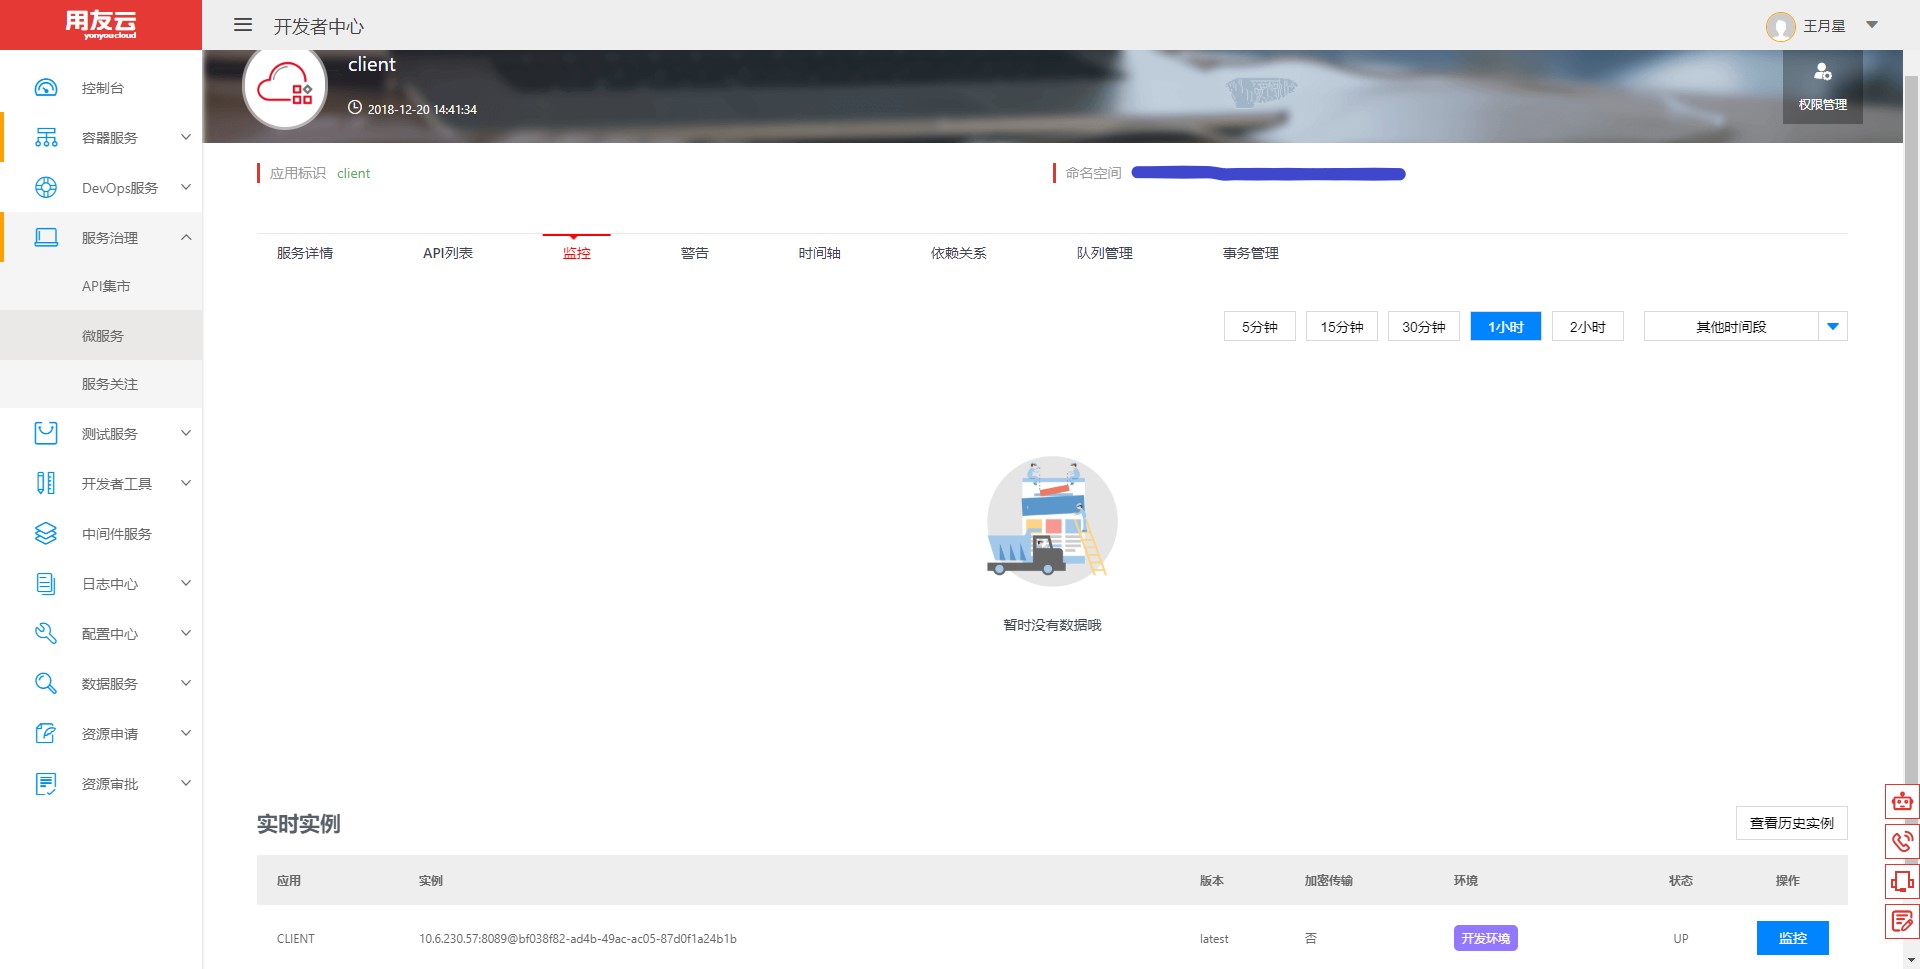 用友云
yonyoucloud
开发者中心
王月星
控制台
容器服务
DevOps服务
服务治理
API集市
微服务
服务关注
测试服务
开发者工具
中间件服务
日志中心
配置中心
数据服务
资源申请
资源审批
client
2018-12-20 14:41:34
权限管理
应用标识 client
命名空间
服务详情 API列表 监控 警告 时间轴 依赖关系 队列管理 事务管理
5分钟 15分钟 30分钟 1小时 2小时 其他时间段
暂时没有数据哦
实时实例
查看历史实例
应用 实例 版本 加密传输 环境 状态 操作
CLIENT 10.6.230.57:8089@bf038f82-ad4b-49ac-ac05-87d0f1a24b1b latest 否 开发环境 UP 监控